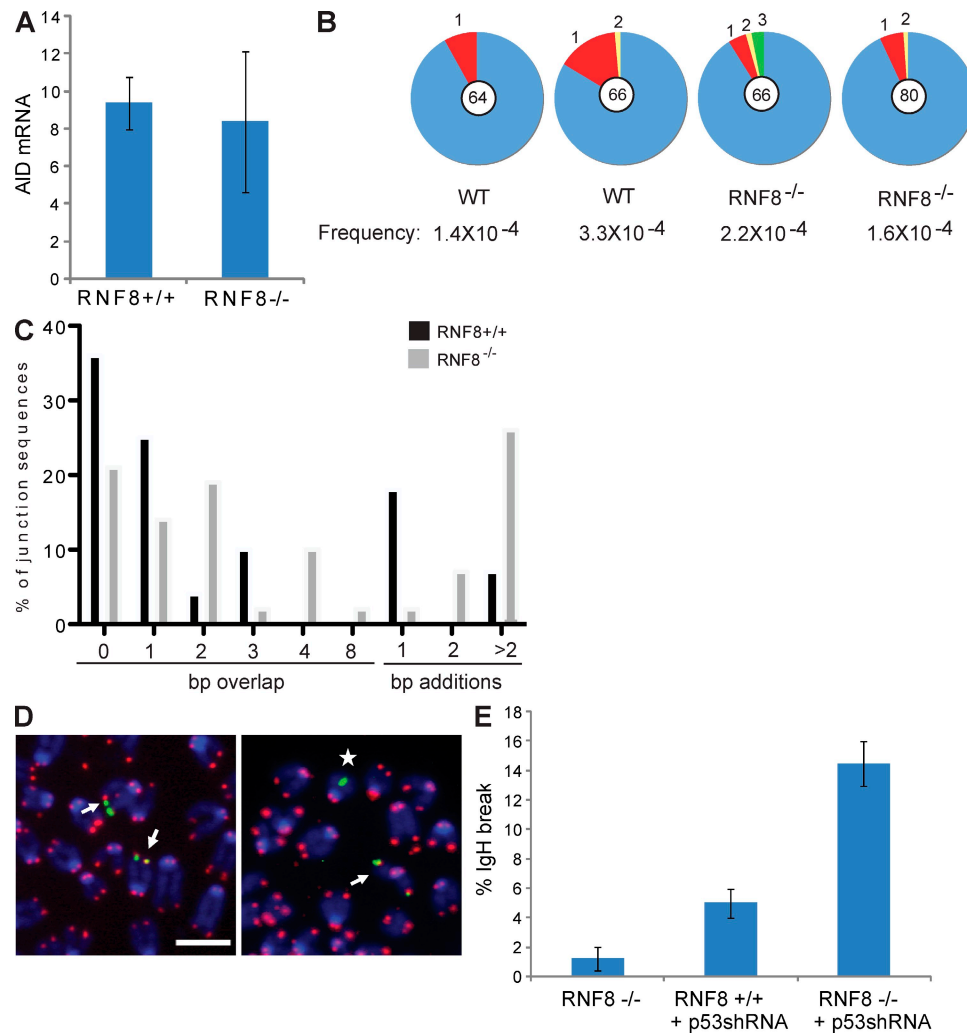 A
14
12
10
8
6
4
2
0
AID mRNA
RNF8+/+
RNF8-/-
B
1
64
WT
1 2
66
WT
1 2 3
66
RNF8-/-
1 2
80
RNF8-/-
Frequency: 1.4X10-4 3.3X10-4 2.2X10-4 1.6X10-4
C
RNF8+/+
RNF8-/-
40
30
20
10
0
% of junction sequences
0 1 2 3 4 8 1 2 >2
bp overlap bp additions
D
E
18
16
14
12
10
8
6
4
2
0
% IgH break
RNF8 -/-
RNF8 +/+
+ p53shRNA
RNF8 -/-
+ p53shRNA